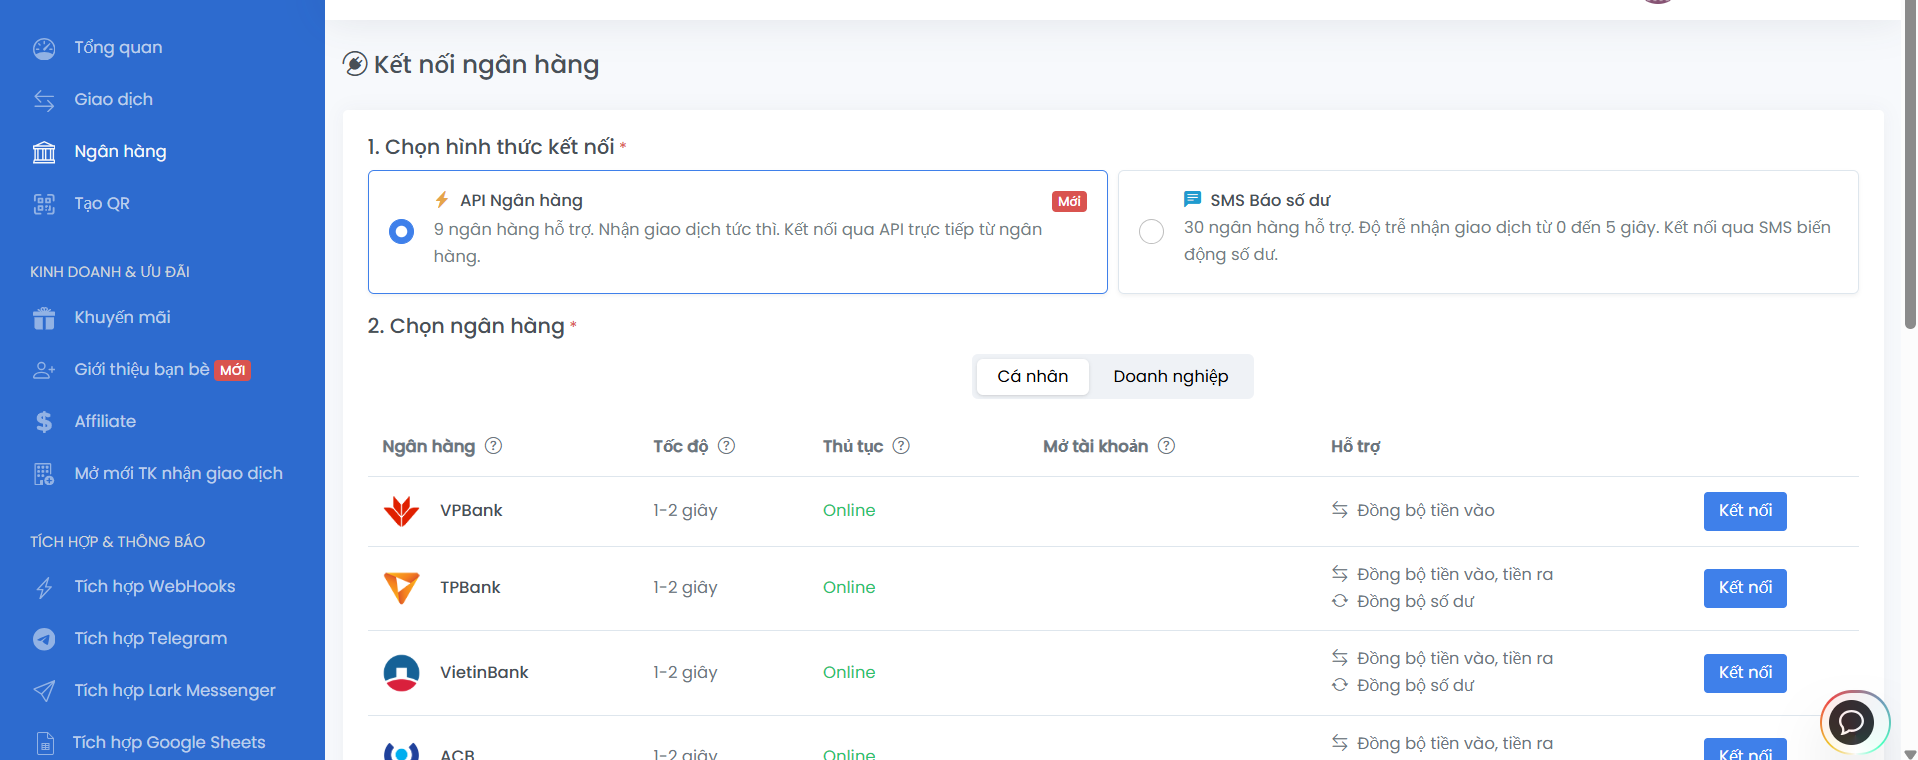 Tổng quan
Giao dịch
Ngân hàng
Tạo QR
KINH DOANH & ƯU ĐÃI
Khuyến mãi
Giới thiệu bạn bè MỚI
Affiliate
Mở mới TK nhận giao dịch
TÍCH HỢP & THÔNG BÁO
Tích hợp WebHooks
Tích hợp Telegram
Tích hợp Lark Messenger
Tích hợp Google Sheets
Kết nối ngân hàng
1. Chọn hình thức kết nối *
API Ngân hàng Mới
9 ngân hàng hỗ trợ. Nhận giao dịch tức thì. Kết nối qua API trực tiếp từ ngân
hàng.
SMS Báo số dư
30 ngân hàng hỗ trợ. Độ trễ nhận giao dịch từ 0 đến 5 giây. Kết nối qua SMS biến
động số dư.
2. Chọn ngân hàng *
Cá nhân Doanh nghiệp
Ngân hàng Tốc độ Thủ tục Mở tài khoản Hỗ trợ
VPBank 1-2 giây Online Đồng bộ tiền vào Kết nối
TPBank 1-2 giây Online Đồng bộ tiền vào, tiền ra
Đồng bộ số dư Kết nối
VietinBank 1-2 giây Online Đồng bộ tiền vào, tiền ra
Đồng bộ số dư Kết nối
ACB 1-2 giây Online Đồng bộ tiền vào, tiền ra Kết nối